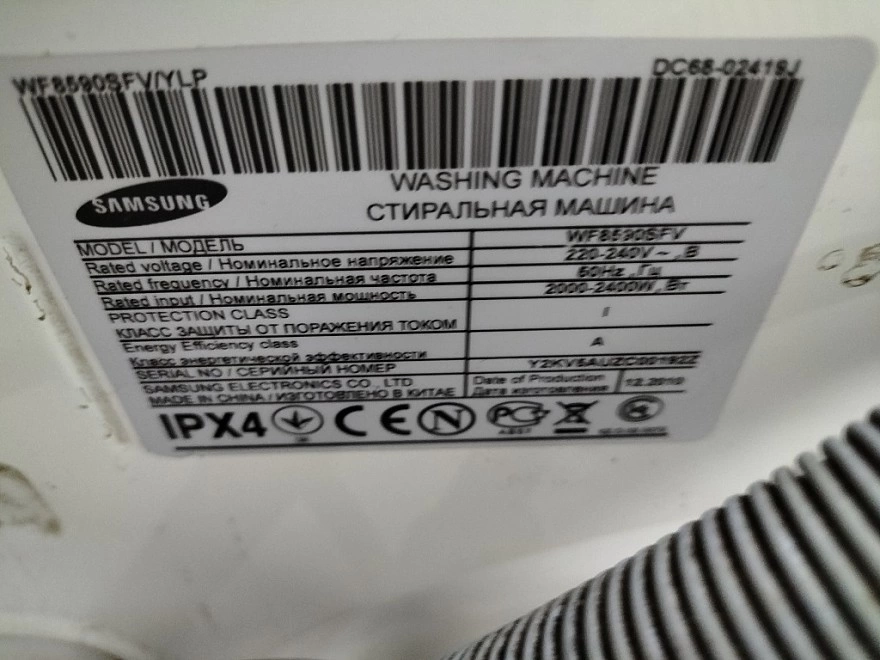 WF8590SFV/YLP DC68-02418J
SAMSUNG
WASHING MACHINE
СТИРАЛЬНАЯ МАШИНА
MODEL / МОДЕЛЬ WF8590SFV
Rated voltage / Номинальное напряжение 220-240V ~ , В
Rated frequency / Номинальная частота 50Hz , Гц
Rated input / Номинальная мощность 2000-2400W , Вт
PROTECTION CLASS I
КЛАСС ЗАЩИТЫ ОТ ПОРАЖЕНИЯ ТОКОМ
Energy Efficiency class A
Класс энергетической эффективности
SERIAL NO / СЕРИЙНЫЙ НОМЕР
SAMSUNG ELECTRONICS CO., LTD Date of Production 12.2010
MADE IN CHINA / ИЗГОТОВЛЕНО В КИТАЕ Дата изготовления
IPX4 CE N